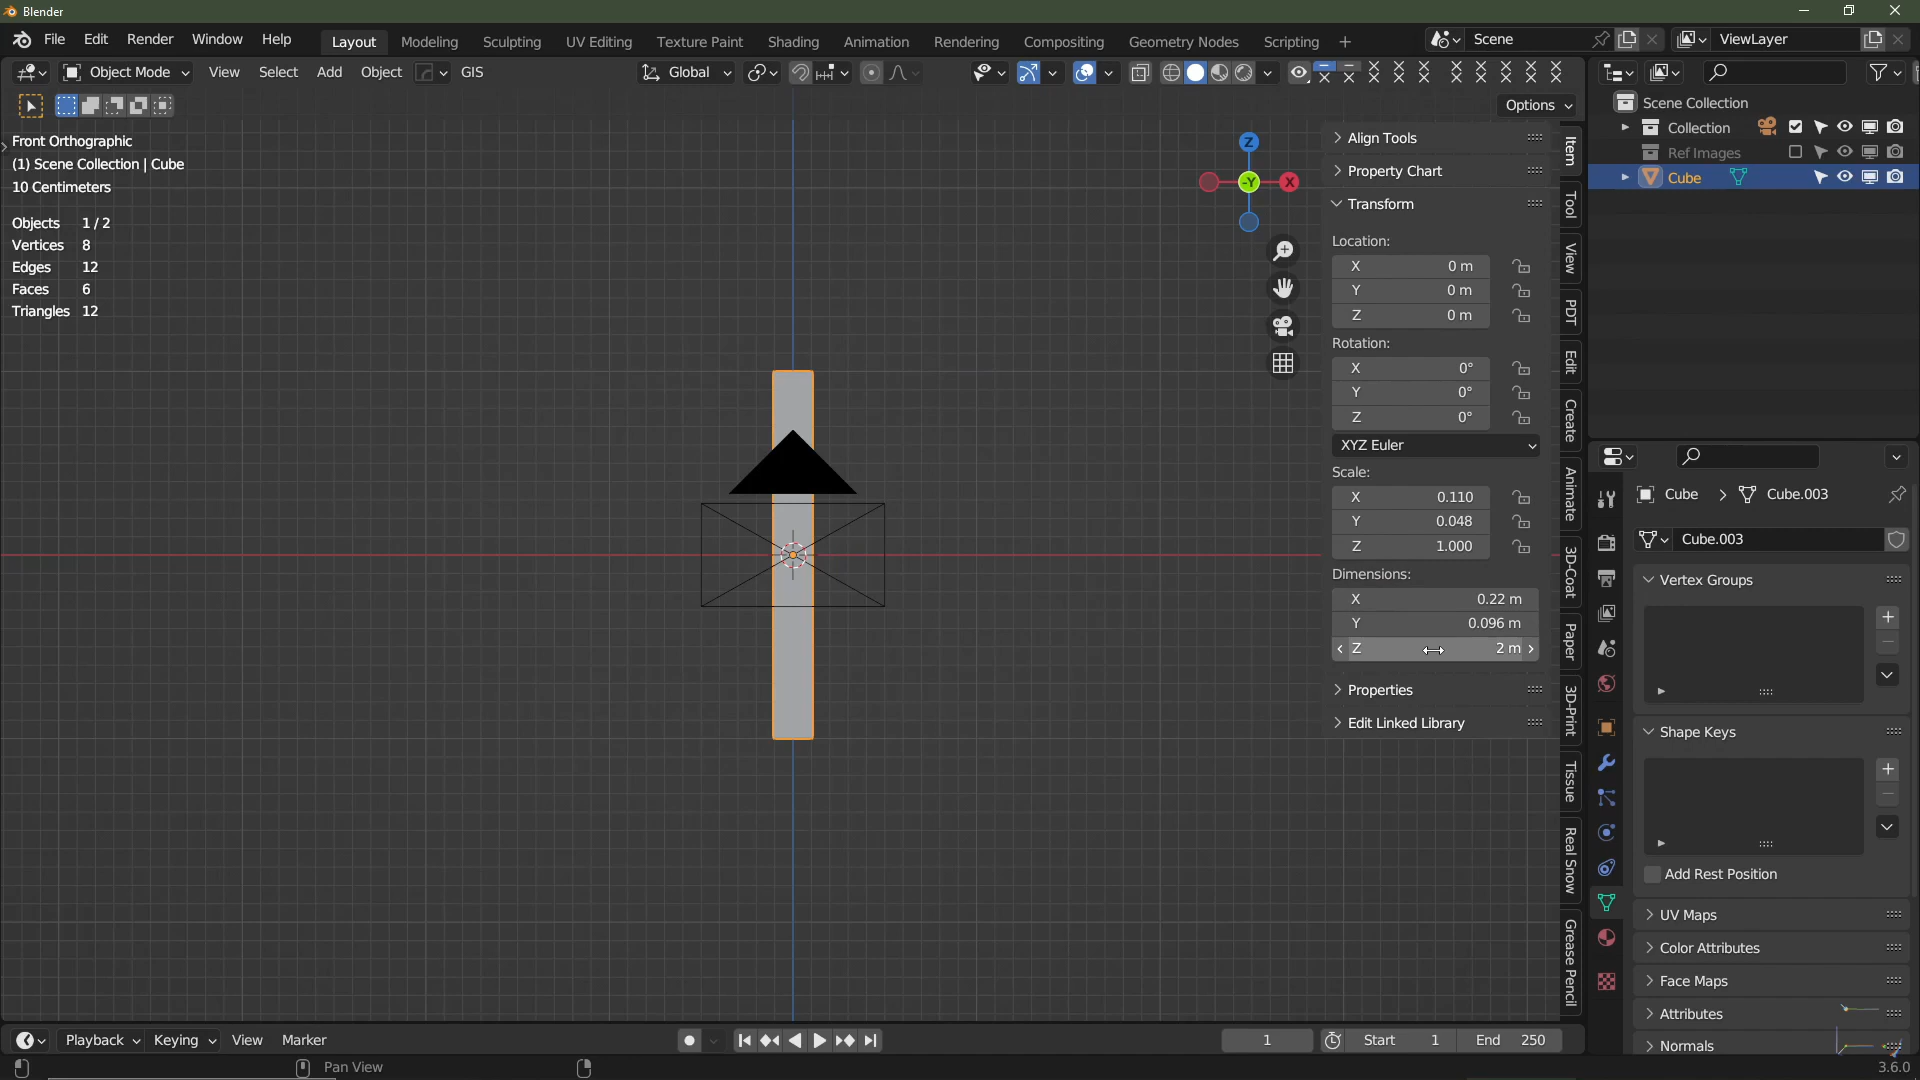 Blender
File Edit Render Window Help Layout Modeling Sculpting UV Editing Texture Paint Shading Animation Rendering Compositing Geometry Nodes Scripting + Scene ViewLayer
Object Mode View Select Add Object GIS Global
Options
Front Orthographic
(1) Scene Collection | Cube
10 Centimeters
Objects 1 / 2
Vertices 8
Edges 12
Faces 6
Triangles 12
Z
-Y X
Align Tools
Property Chart
Transform
Location:
X 0 m
Y 0 m
Z 0 m
Rotation:
X 0°
Y 0°
Z 0°
XYZ Euler
Scale:
X 0.110
Y 0.048
Z 1.000
Dimensions:
X 0.22 m
Y 0.096 m
Z 2 m
Properties
Edit Linked Library
Item
Tool
View
PDT
Edit
Create
Animate
3D-Coat
Paper
3D-Print
Tissue
Real Snow
Grease Pencil
Scene Collection
Collection
Ref Images
Cube
Cube Cube.003
Cube.003
Vertex Groups
Shape Keys
Add Rest Position
UV Maps
Color Attributes
Face Maps
Attributes
Normals
Playback Keying View Marker 1 Start 1 End 250
Pan View 3.6.0